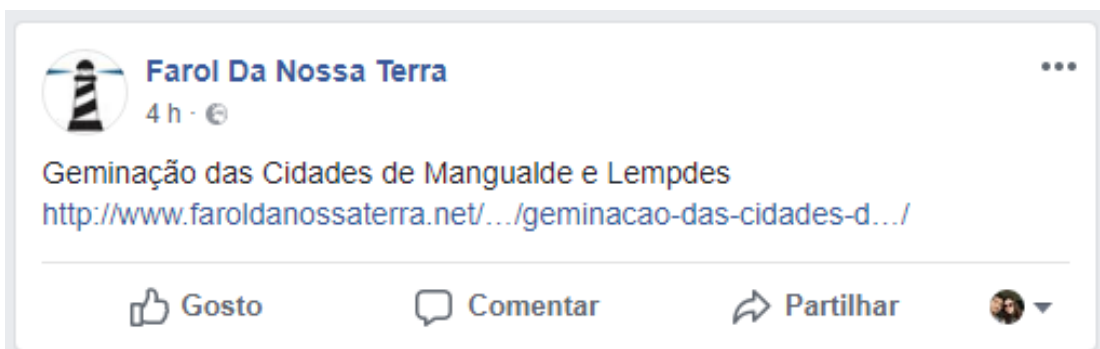 Farol Da Nossa Terra
4 h ·
Geminação das Cidades de Mangualde e Lempdes
http://www.faroldanossaterra.net/…/geminacao-das-cidades-d…/
Gosto Comentar Partilhar